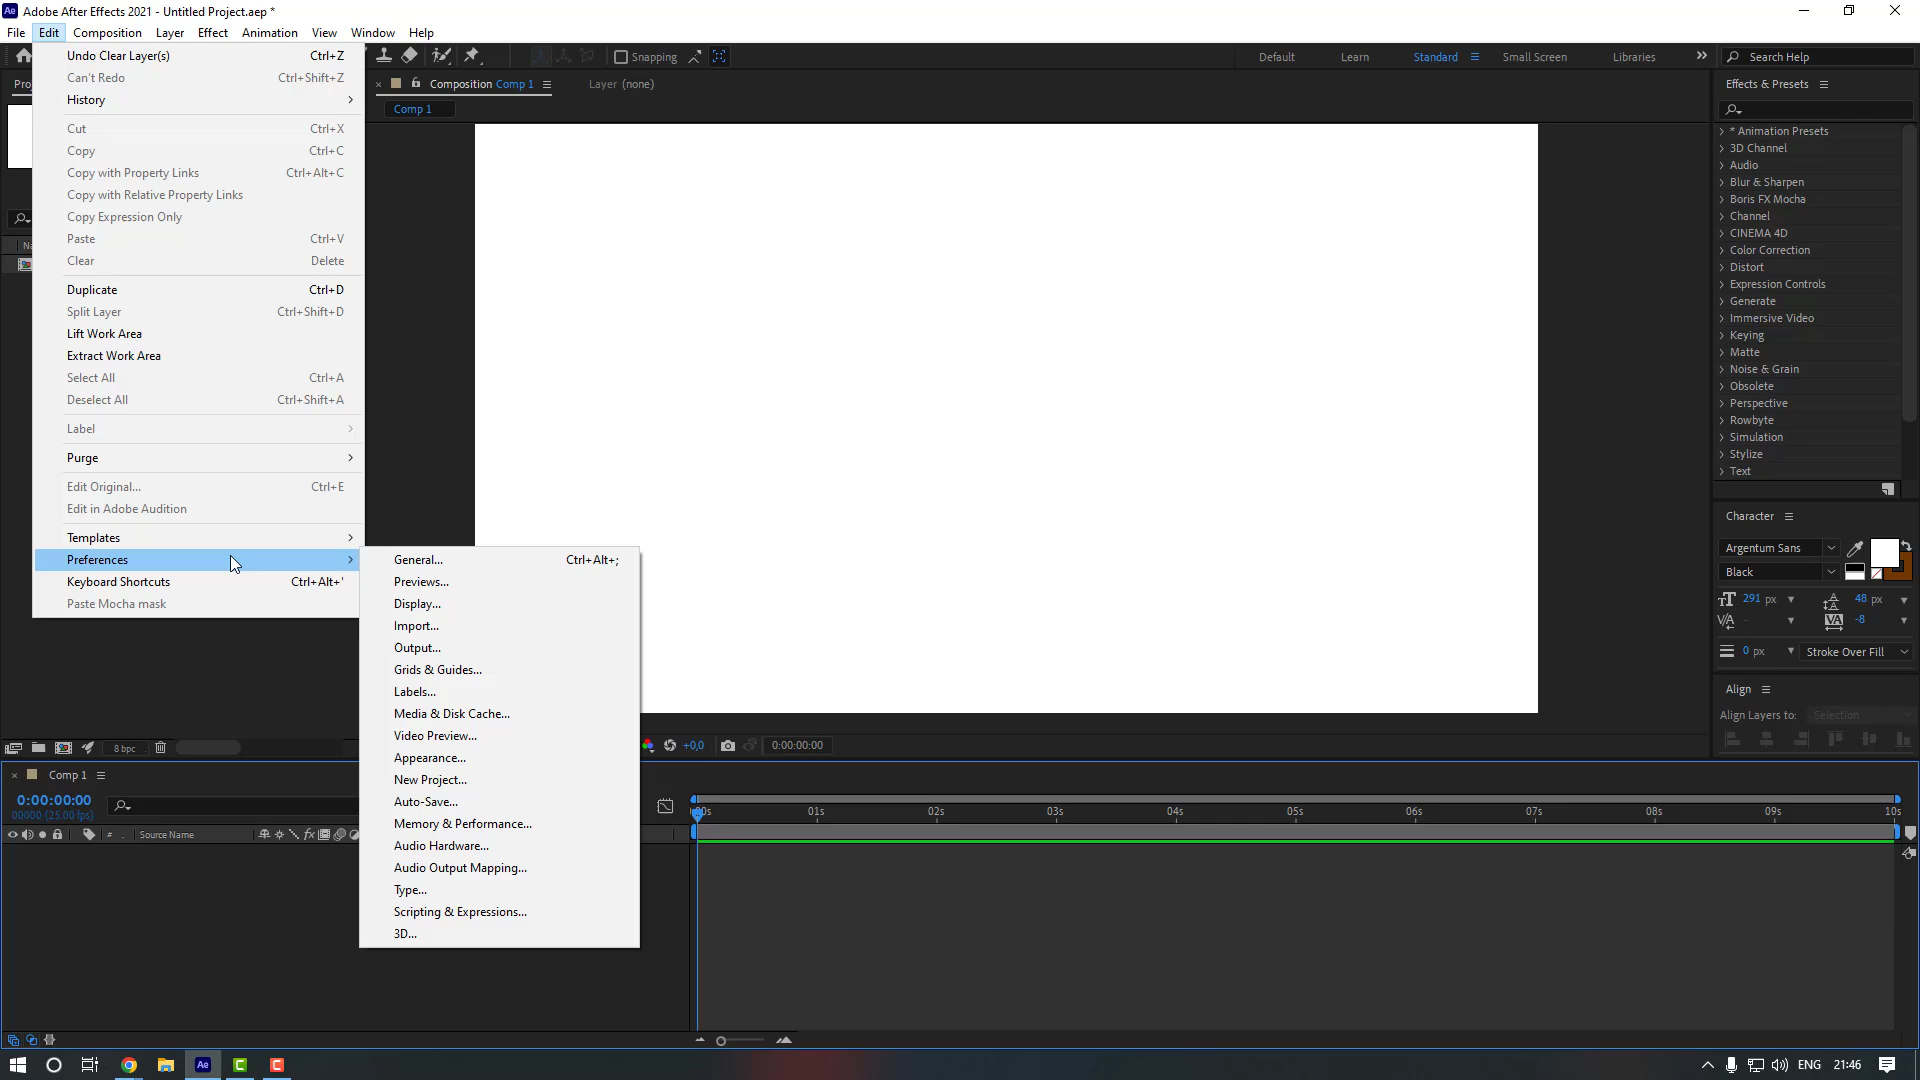 Ae Adobe After Effects 2021 - Untitled Project.aep *
File Edit Composition Layer Effect Animation View Window Help
Undo Clear Layer(s) Ctrl+Z
Can't Redo Ctrl+Shift+Z
History
Cut Ctrl+X
Copy Ctrl+C
Copy with Property Links Ctrl+Alt+C
Copy with Relative Property Links
Copy Expression Only
Paste Ctrl+V
Clear Delete
Duplicate Ctrl+D
Split Layer Ctrl+Shift+D
Lift Work Area
Extract Work Area
Select All Ctrl+A
Deselect All Ctrl+Shift+A
Label
Purge
Edit Original... Ctrl+E
Edit in Adobe Audition
Templates
Preferences
Keyboard Shortcuts Ctrl+Alt+'
Paste Mocha mask
General... Ctrl+Alt+;
Previews...
Display...
Import...
Output...
Grids & Guides...
Labels...
Media & Disk Cache...
Video Preview...
Appearance...
New Project...
Auto-Save...
Memory & Performance...
Audio Hardware...
Audio Output Mapping...
Type...
Scripting & Expressions...
3D...
Snapping
Default Learn Standard Small Screen Libraries
Search Help
Composition Comp 1 Layer (none)
Comp 1
Effects & Presets
* Animation Presets
3D Channel
Audio
Blur & Sharpen
Boris FX Mocha
Channel
CINEMA 4D
Color Correction
Distort
Expression Controls
Generate
Immersive Video
Keying
Matte
Noise & Grain
Obsolete
Perspective
Rowbyte
Simulation
Stylize
Text
Character
Argentum Sans
Black
291 px 48 px
- -8
0 px Stroke Over Fill
Align
Align Layers to: Selection
8 bpc
+0,0 0:00:00:00
Comp 1
0:00:00:00
00000 (25.00 fps)
# Source Name
01s 02s 03s 04s 05s 06s 07s 08s 09s 10s
Ae ENG 21:46